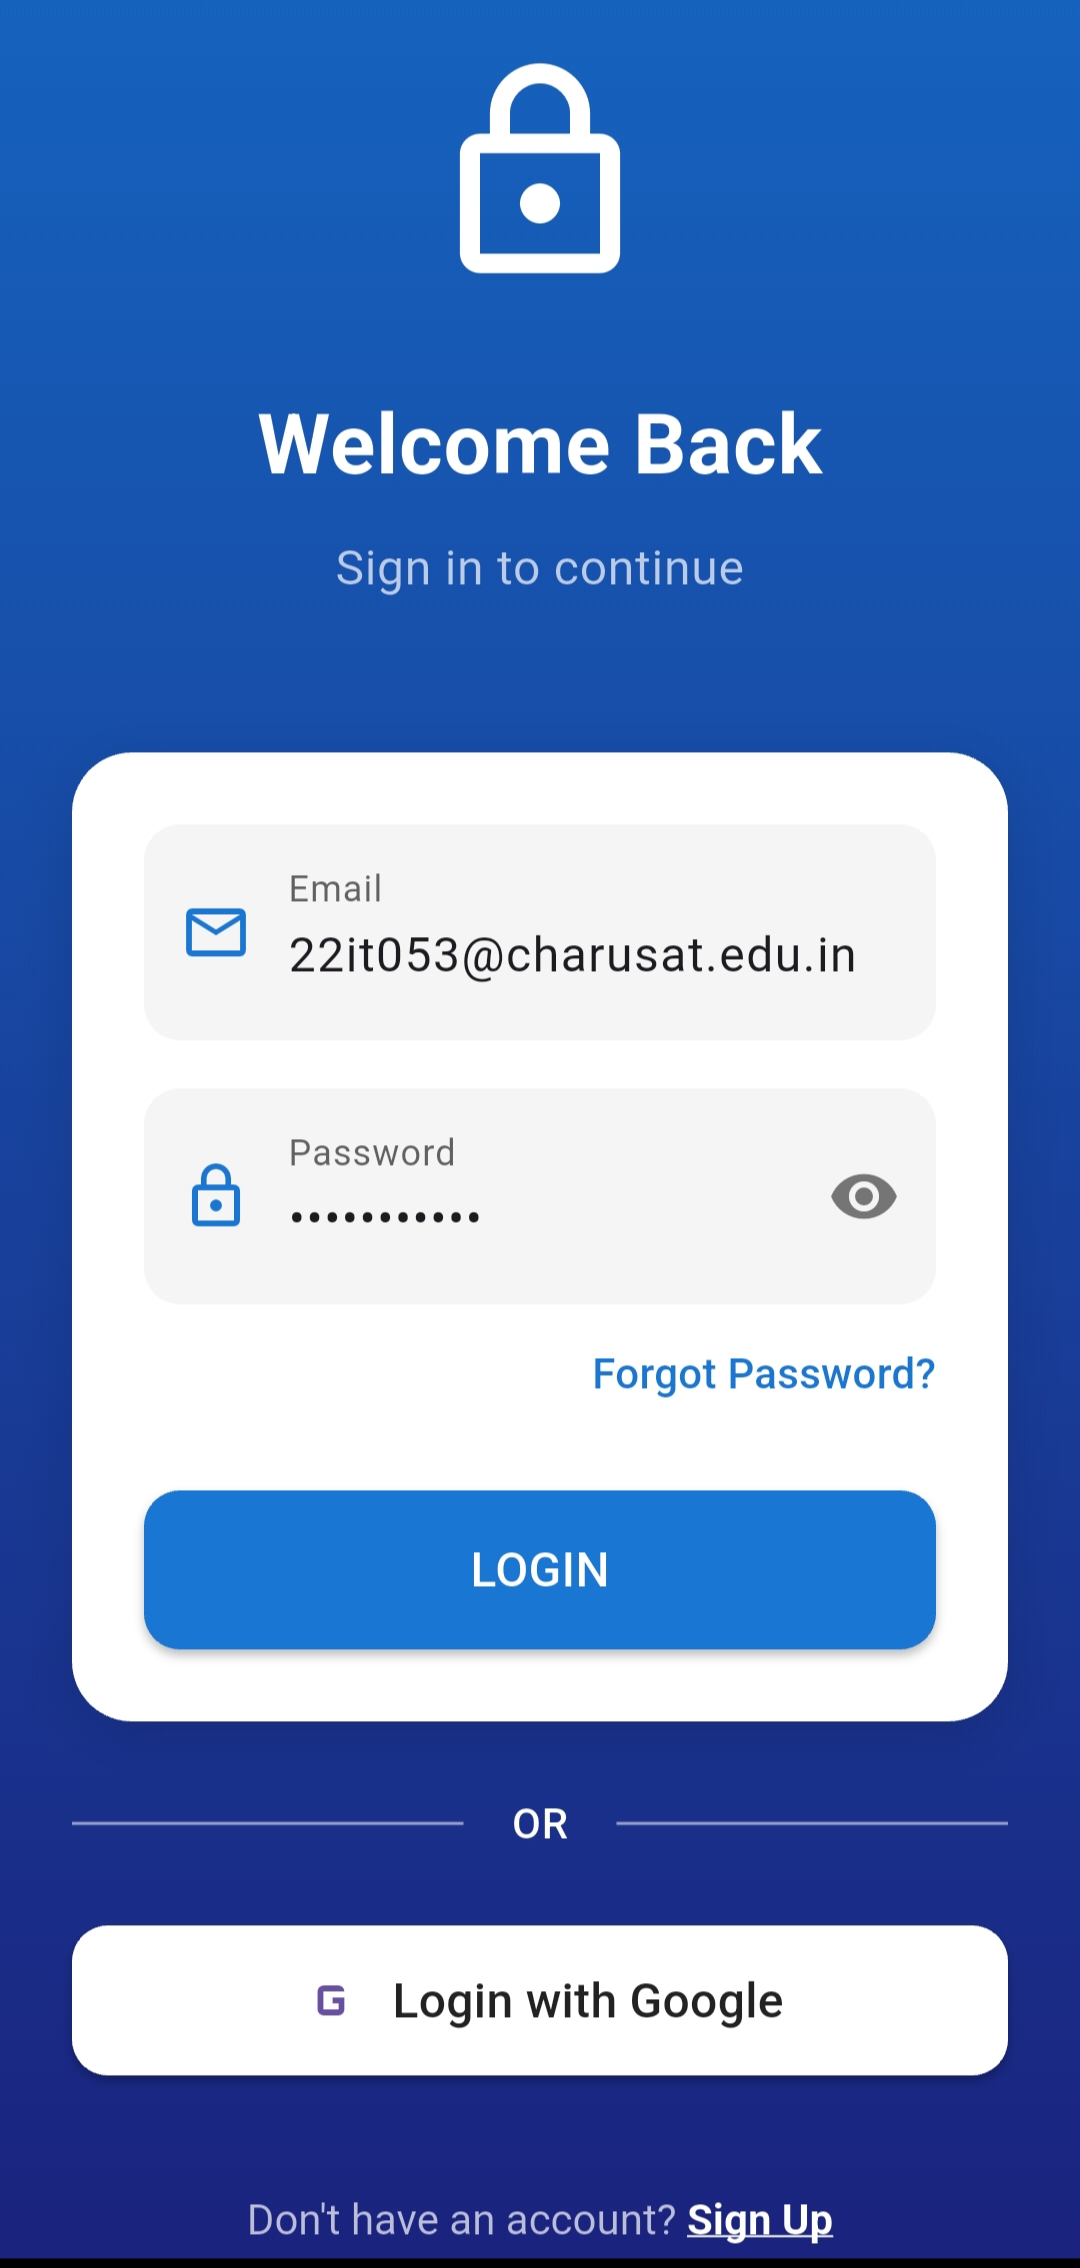 Welcome Back
Sign in to continue
Email
22it053@charusat.edu.in
Password
•••••••••••
Forgot Password?
LOGIN
OR
G Login with Google
Don't have an account? Sign Up